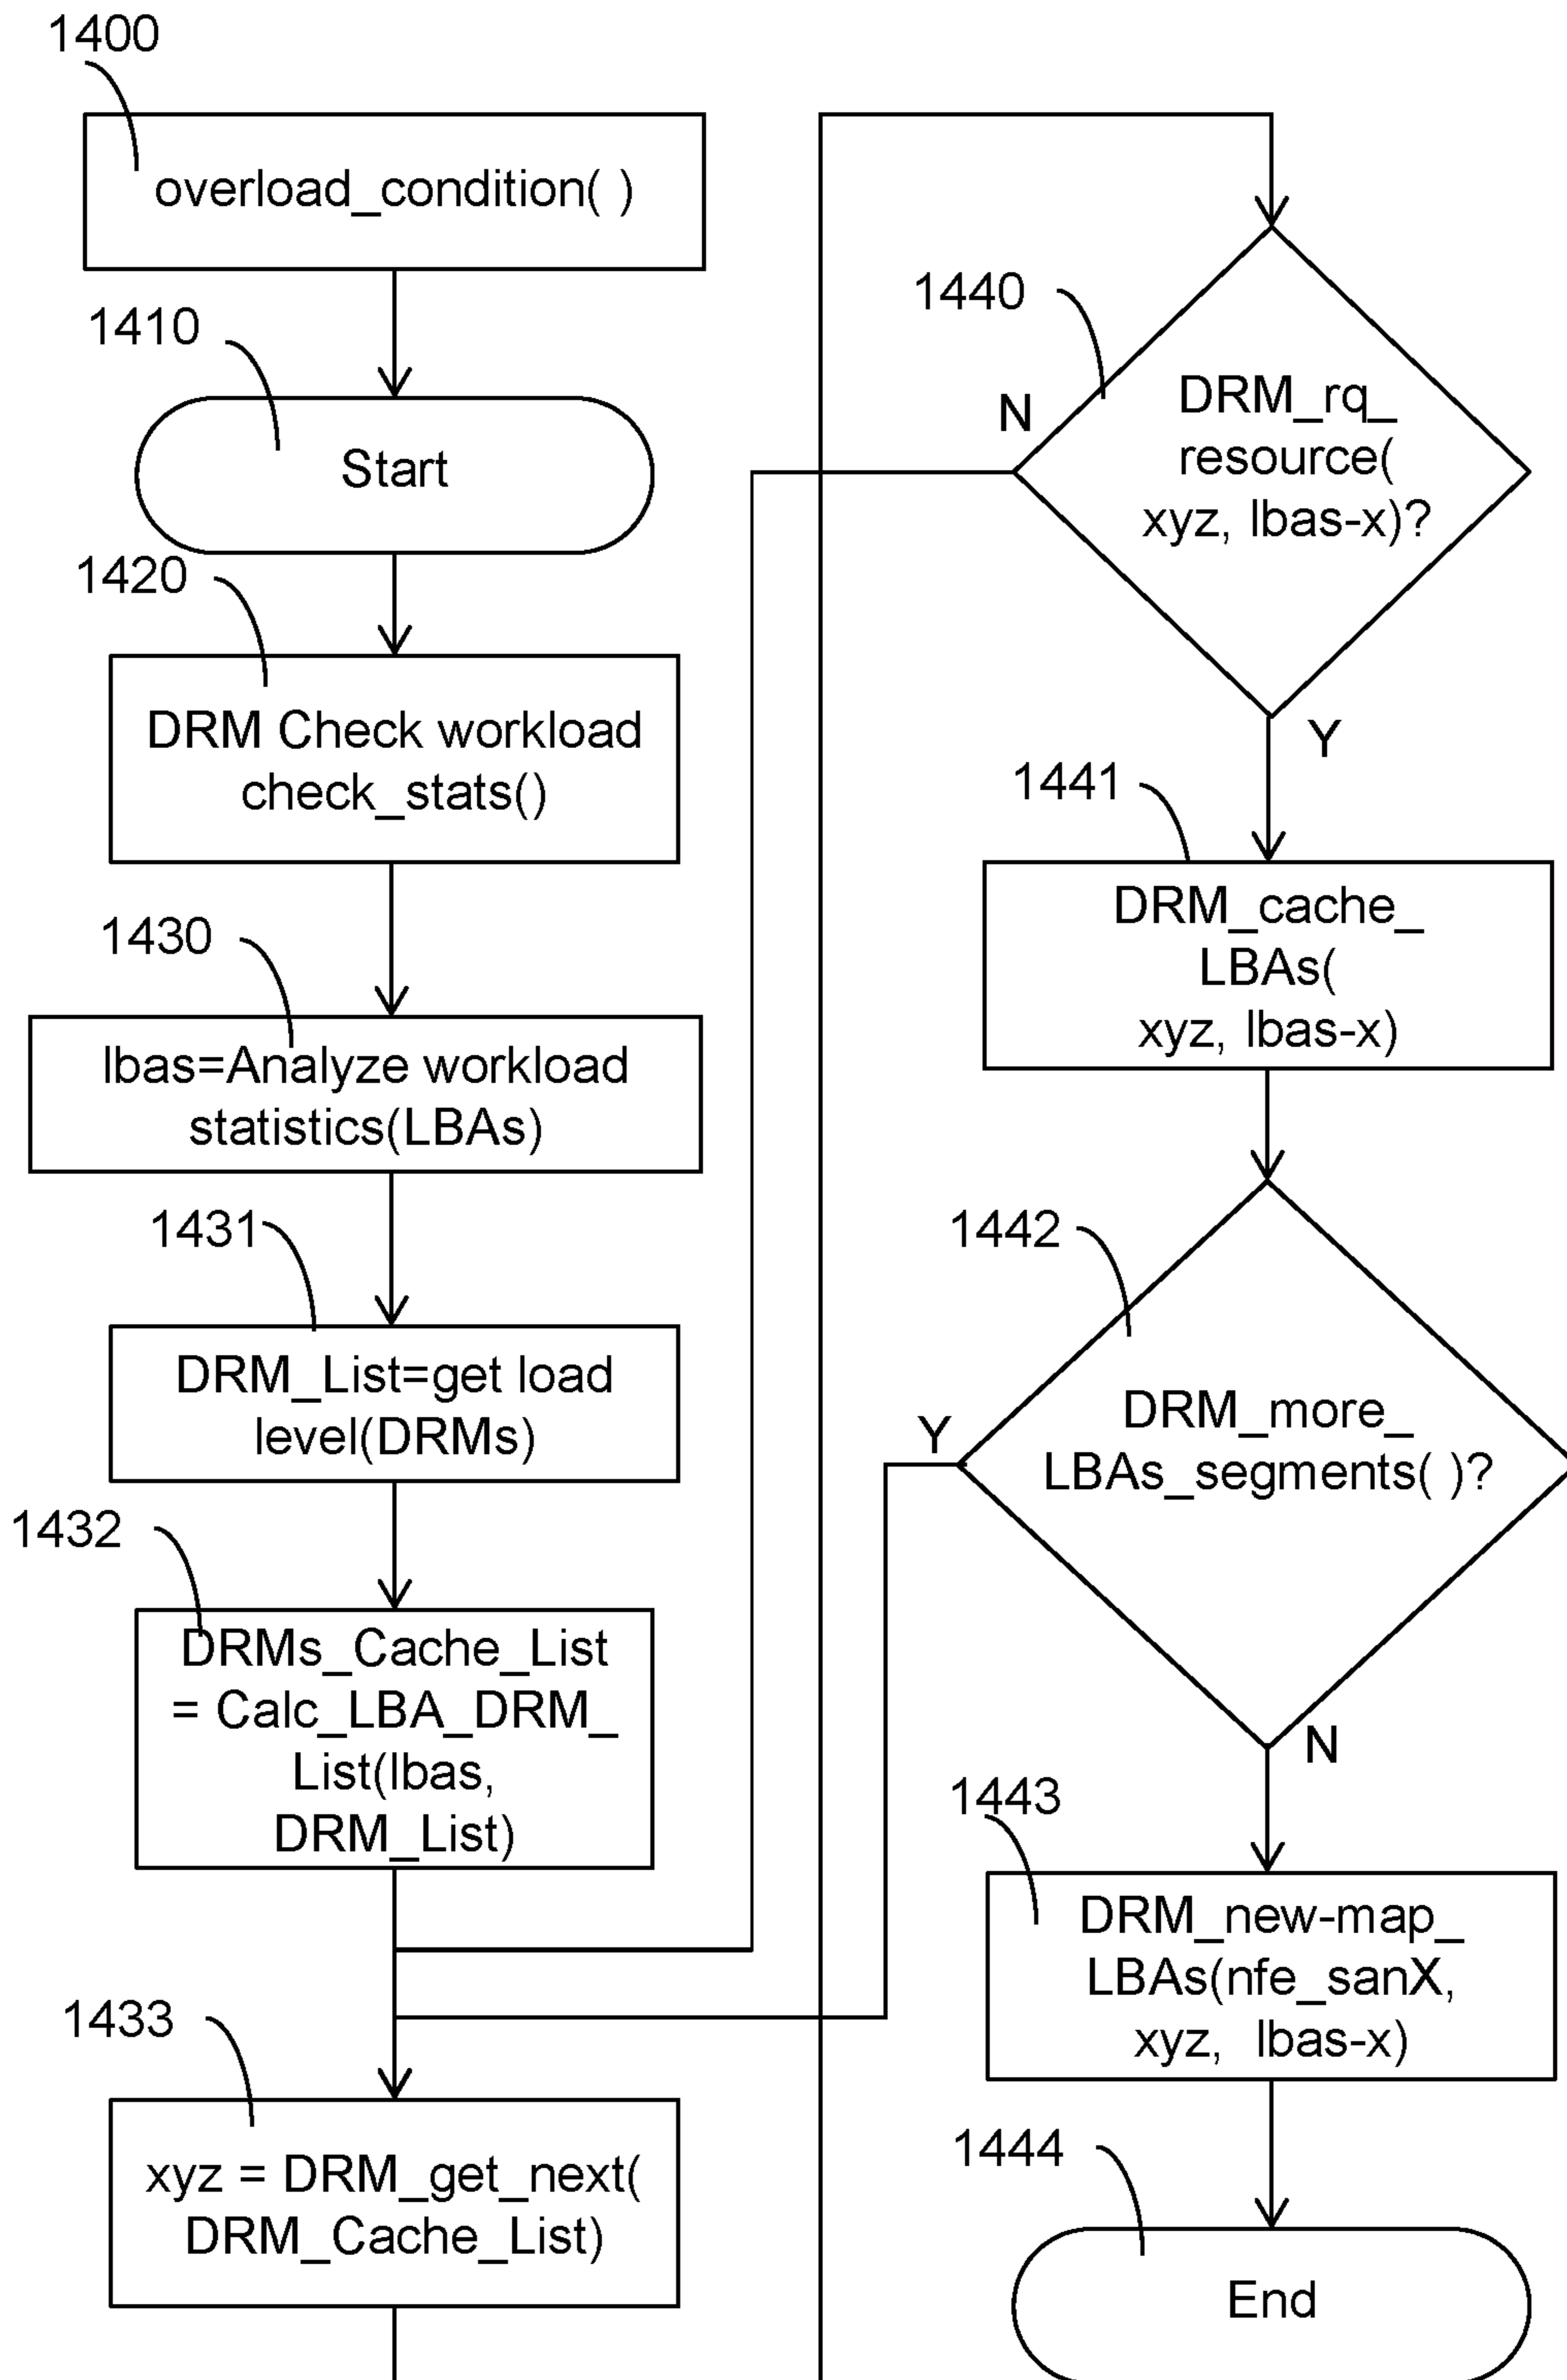 1400
overload_condition( )
1410
Start
1420
DRM Check workload
check_stats()
1430
lbas=Analyze workload
statistics(LBAs)
1431
DRM_List=get load
level(DRMs)
1432
DRMs_Cache_List
= Calc_LBA_DRM_
List(lbas,
DRM_List)
1433
xyz = DRM_get_next(
DRM_Cache_List)
1440
N
DRM_rq_
resource(
xyz, lbas-x)?
Y
1441
DRM_cache_
LBAs(
xyz, lbas-x)
1442
Y
DRM_more_
LBAs_segments( )?
N
1443
DRM_new-map_
LBAs(nfe_sanX,
xyz, lbas-x)
1444
End